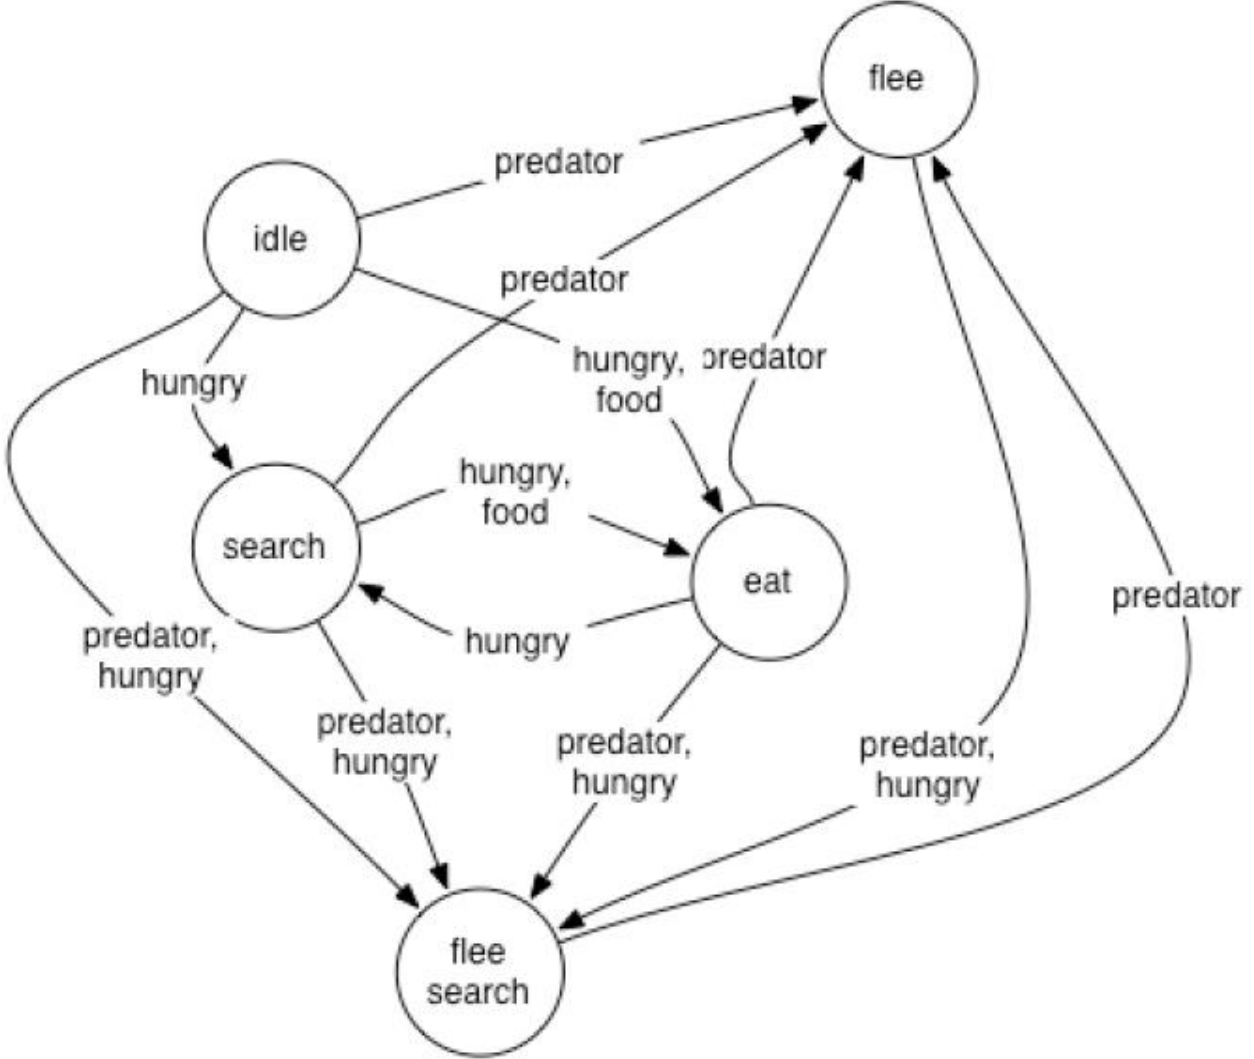 flee
predator
idle
predator
hungry,
food
predator
hungry
hungry,
food
search
eat
predator
hungry
predator,
hungry
predator,
hungry
predator,
hungry
predator,
hungry
flee
search